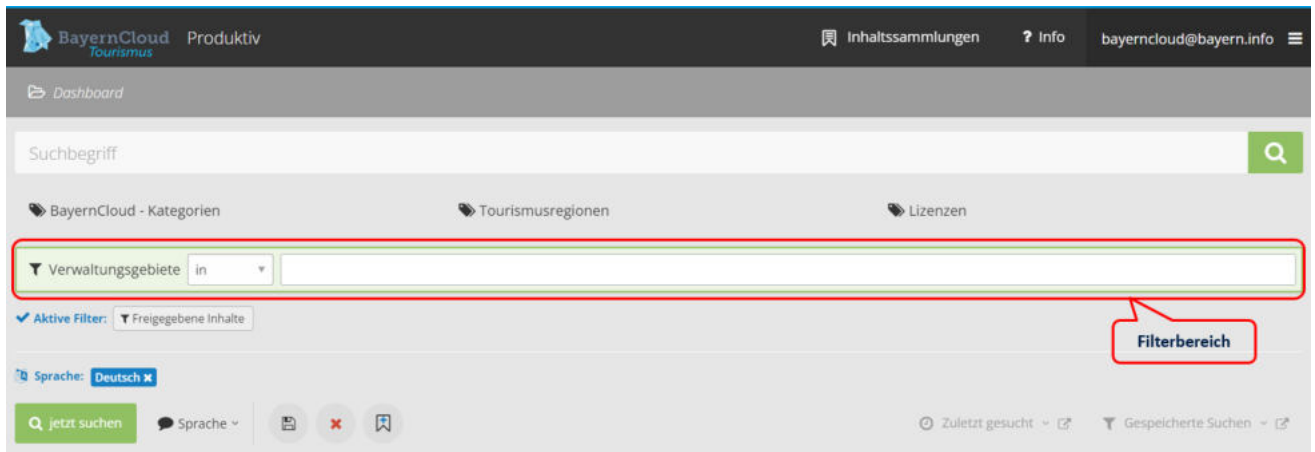 BayernCloud Produktiv Inhaltssammlungen ? Info bayerncloud@bayern.info
Tourismus
Dashboard
Suchbegriff
BayernCloud - Kategorien Tourismusregionen Lizenzen
Verwaltungsgebiete in
Aktive Filter: Freigegebene Inhalte
Filterbereich
Sprache: Deutsch
jetzt suchen Sprache Zuletzt gesucht Gespeicherte Suchen